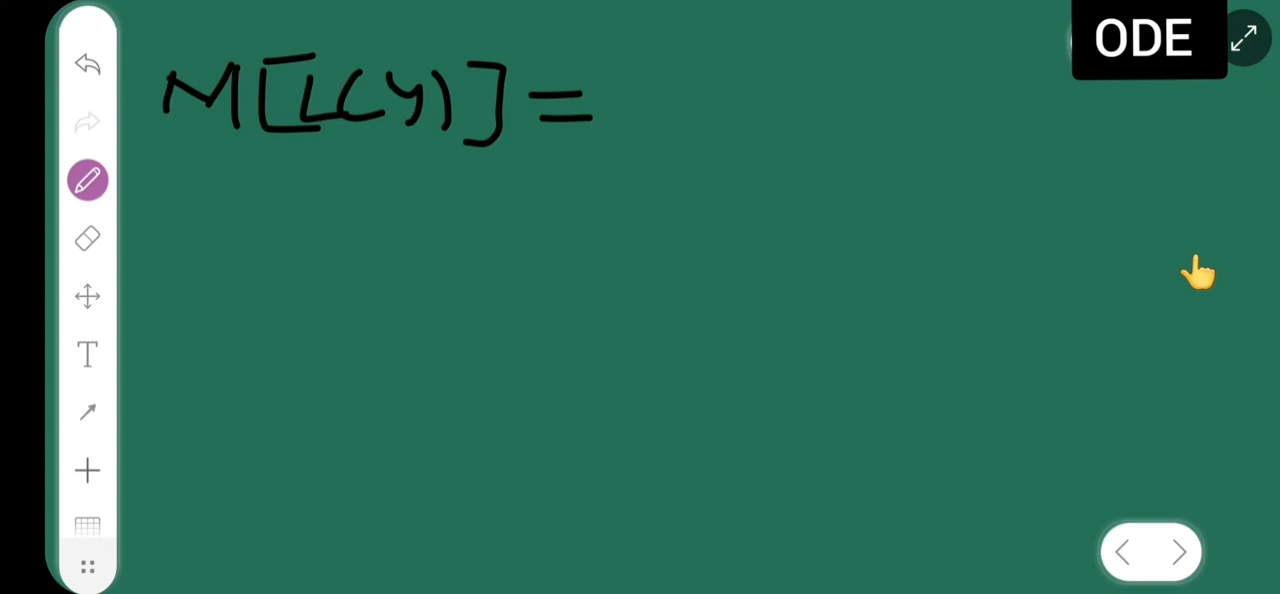 ODE
M[L(y)] =
T